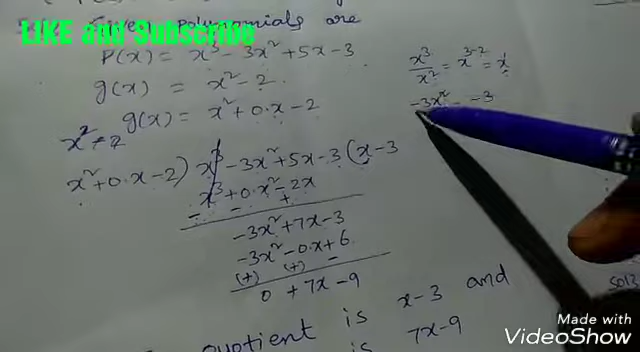 LIKE and Subscribe
Given polynomials are
p(x) = x³ - 3x² + 5x - 3
g(x) = x² - 2
g(x) = x² + 0·x - 2
x³/x² = x³⁻² = x
-3x² -3
x² - 2
x² + 0·x - 2) x³ - 3x² + 5x - 3 (x - 3
x³ + 0·x² - 2x
- - +
-3x² + 7x - 3
-3x² - 0·x + 6
(+) (+) -
0 + 7x - 9
quotient is x - 3 and
is 7x - 9
Made with
VideoShow